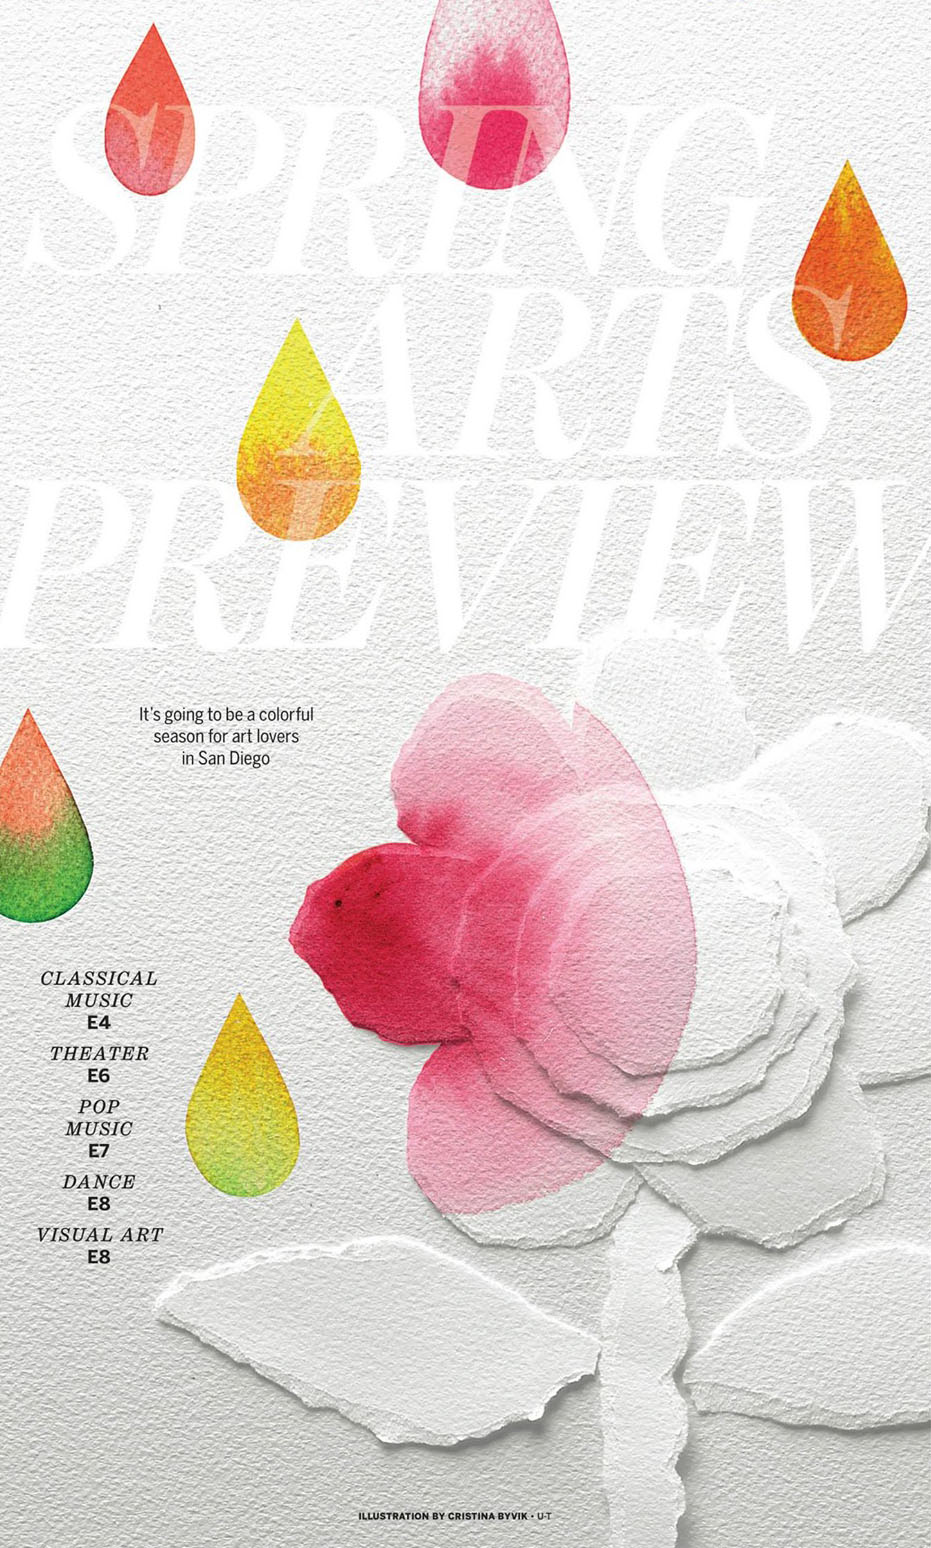 SPRING
ARTS
PREVIEW
It's going to be a colorful
season for art lovers
in San Diego
CLASSICAL
MUSIC
E4
THEATER
E6
POP
MUSIC
E7
DANCE
E8
VISUAL ART
E8
ILLUSTRATION BY CRISTINA BYVIK • U-T